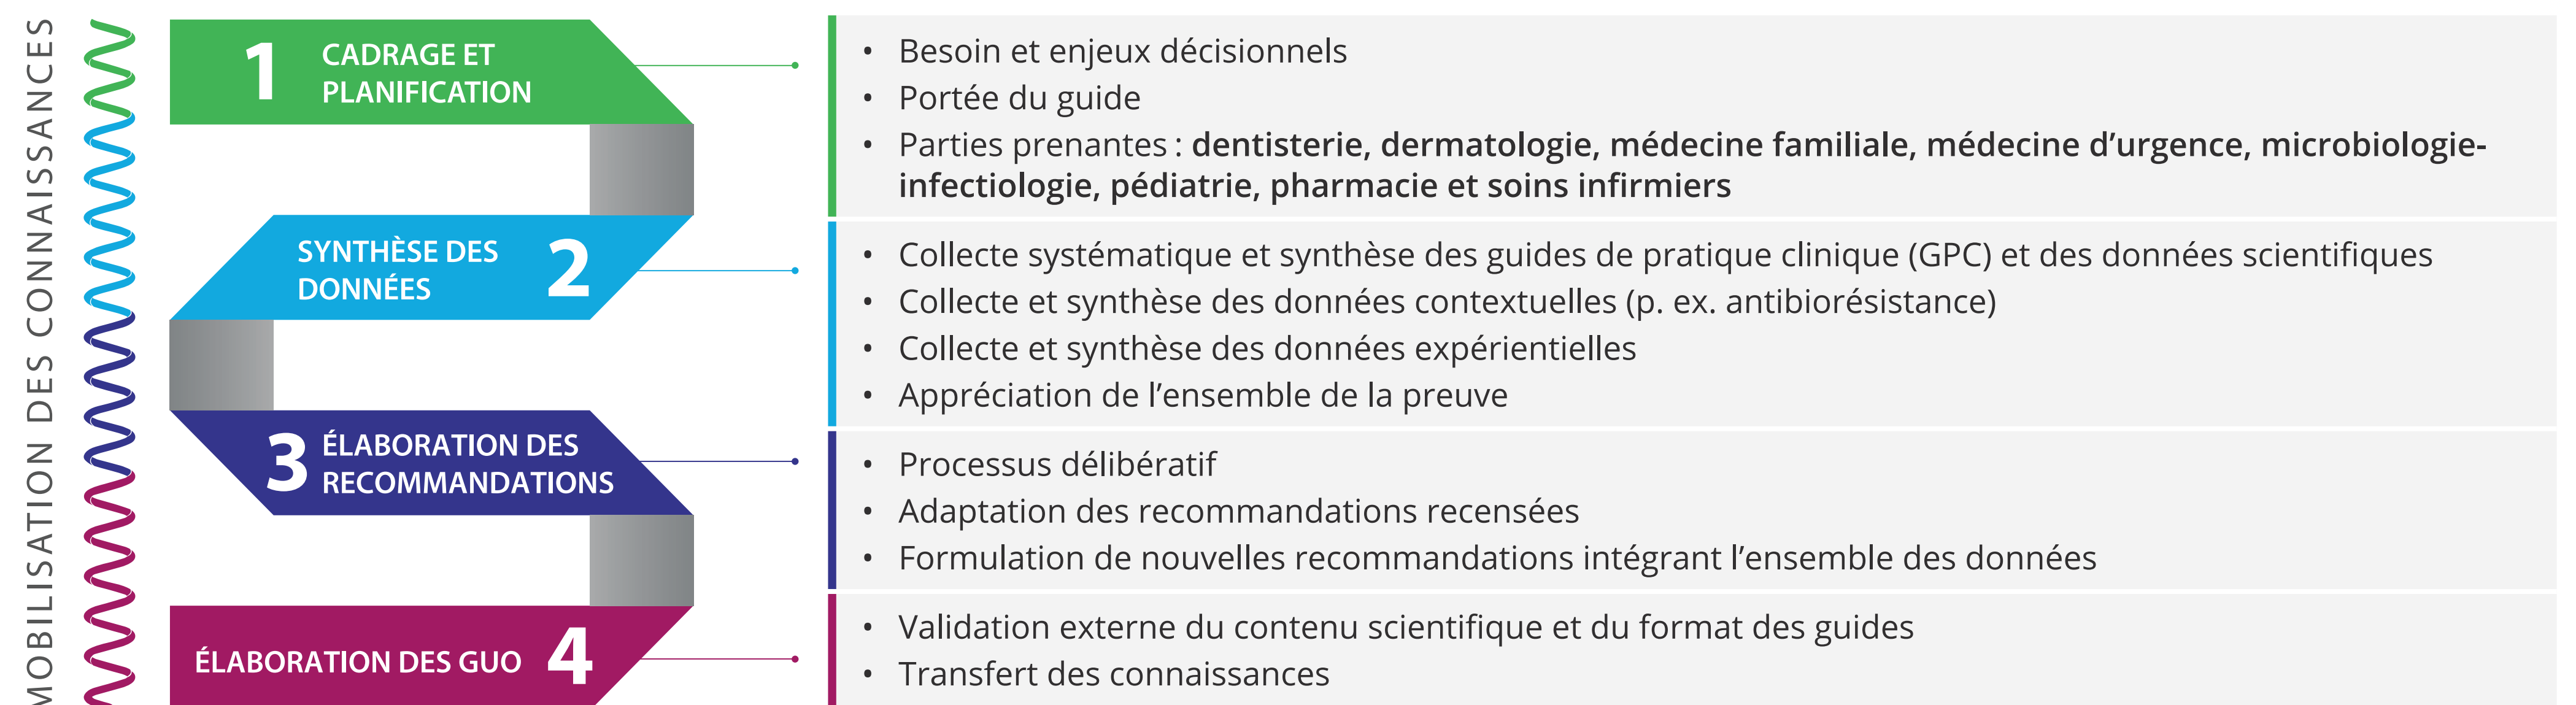 MOBILISATION DES CONNAISSANCES
1
CADRAGE ET
PLANIFICATION
• Besoin et enjeux décisionnels
• Portée du guide
• Parties prenantes : dentisterie, dermatologie, médecine familiale, médecine d’urgence, microbiologie-
infectiologie, pédiatrie, pharmacie et soins infirmiers
SYNTHÈSE DES
DONNÉES
2
• Collecte systématique et synthèse des guides de pratique clinique (GPC) et des données scientifiques
• Collecte et synthèse des données contextuelles (p. ex. antibiorésistance)
• Collecte et synthèse des données expérientielles
• Appréciation de l’ensemble de la preuve
3
ÉLABORATION DES
RECOMMANDATIONS
• Processus délibératif
• Adaptation des recommandations recensées
• Formulation de nouvelles recommandations intégrant l’ensemble des données
ÉLABORATION DES GUO
4
• Validation externe du contenu scientifique et du format des guides
• Transfert des connaissances